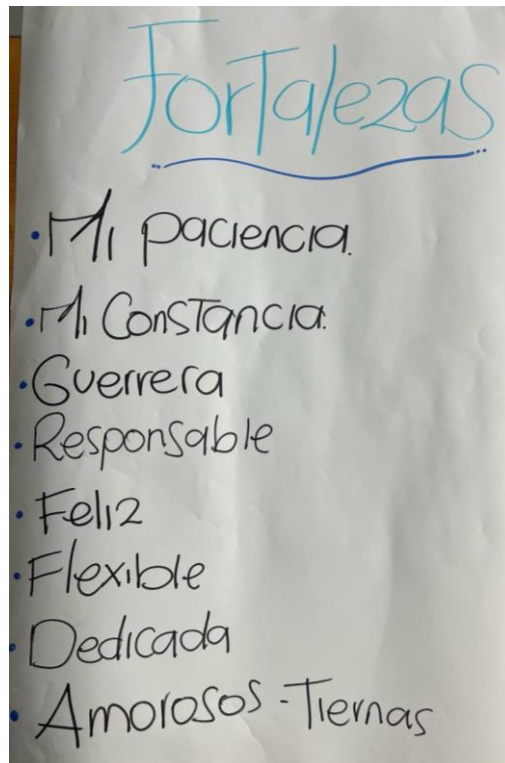 Fortalezas
· Mi paciencia.
· Mi Constancia.
· Guerrera
· Responsable
· Feliz
· Flexible
· Dedicada
· Amorosos - Tiernas